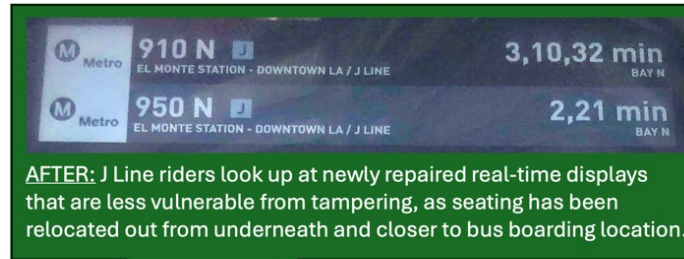 M Metro 910 N J 3,10,32 min
EL MONTE STATION - DOWNTOWN LA / J LINE BAY N
M Metro 950 N J 2,21 min
EL MONTE STATION - DOWNTOWN LA / J LINE BAY N
AFTER: J Line riders look up at newly repaired real-time displays
that are less vulnerable from tampering, as seating has been
relocated out from underneath and closer to bus boarding location.